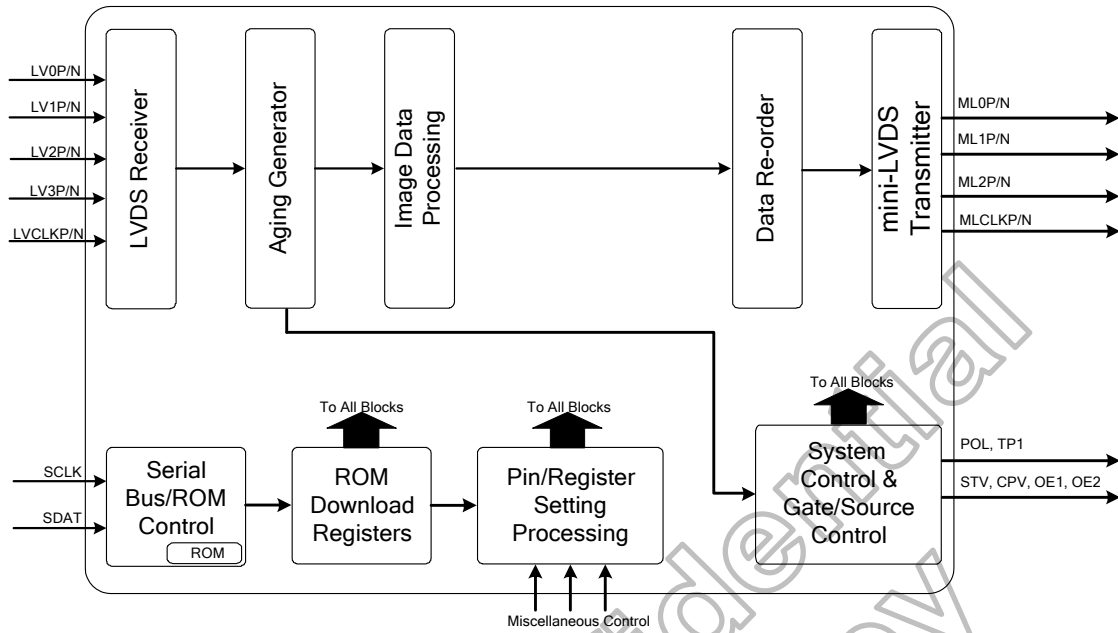 LV0P/N
LV1P/N
LV2P/N
LV3P/N
LVCLKP/N
LVDS Receiver
Aging Generator
Image Data
Processing
Data Re-order
mini-LVDS
Transmitter
ML0P/N
ML1P/N
ML2P/N
MLCLKP/N
To All Blocks
To All Blocks
To All Blocks
SCLK
SDAT
Serial
Bus/ROM
Control
ROM
ROM
Download
Registers
Pin/Register
Setting
Processing
System
Control &
Gate/Source
Control
POL, TP1
STV, CPV, OE1, OE2
Miscellaneous Control